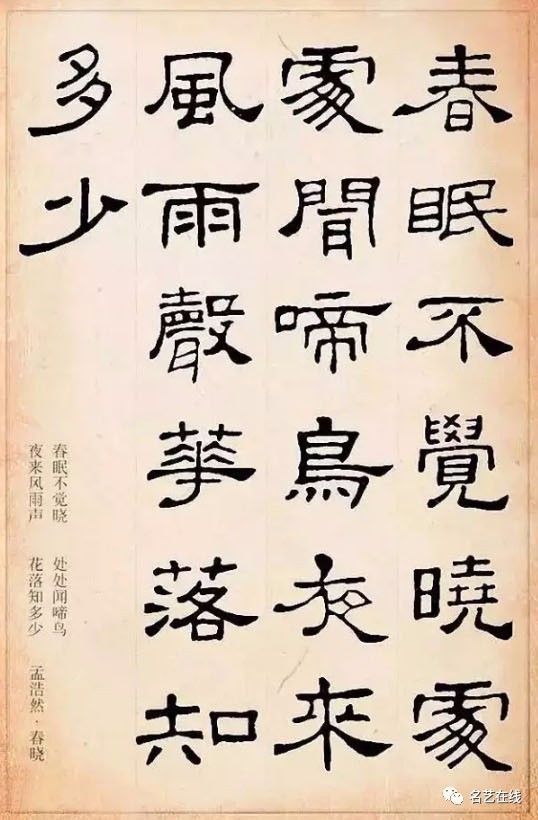 春眠不覺曉處
處聞啼鳥夜來
風雨聲華落知
多少
春眠不觉晓 处处闻啼鸟
夜来风雨声 花落知多少 孟浩然·春晓
名艺在线